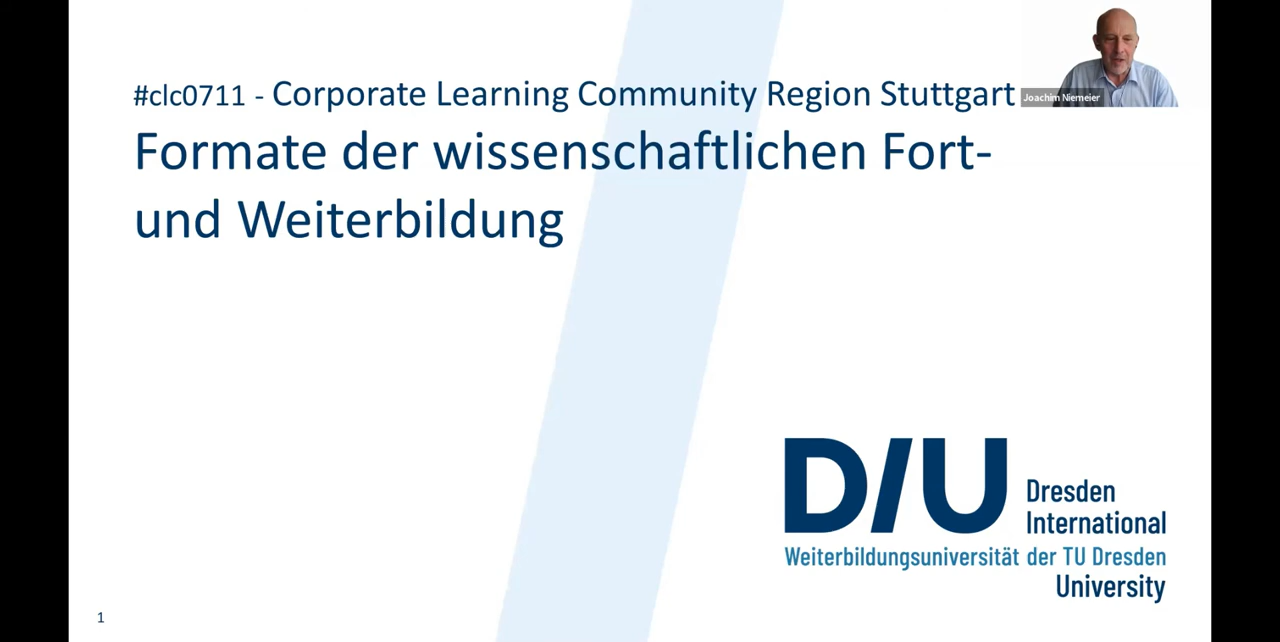 #clc0711 - Corporate Learning Community Region Stuttgart
Joachim Niemeier
Formate der wissenschaftlichen Fort-
und Weiterbildung
DIU
Dresden
International
Weiterbildungsuniversität der TU Dresden
University
1